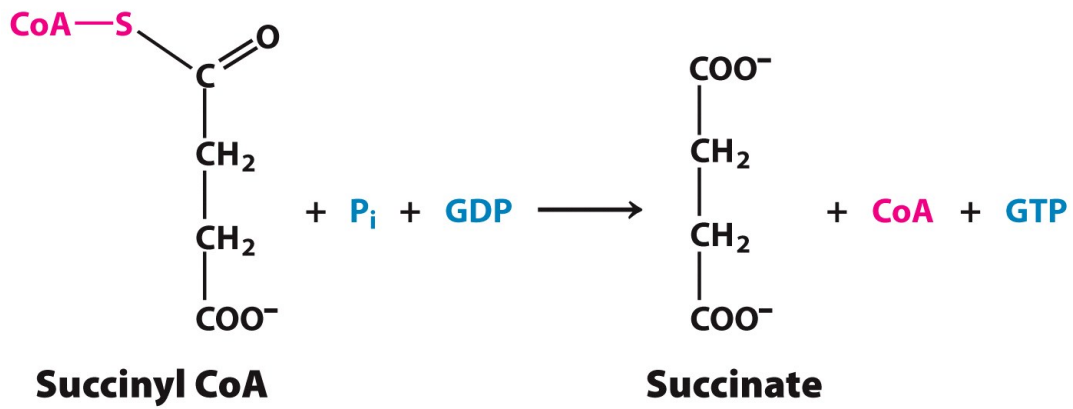 CoA—S
O
C
CH₂
CH₂
COO⁻
+ Pᵢ + GDP ⟶
COO⁻
CH₂
CH₂
COO⁻
+ CoA + GTP
Succinyl CoA
Succinate